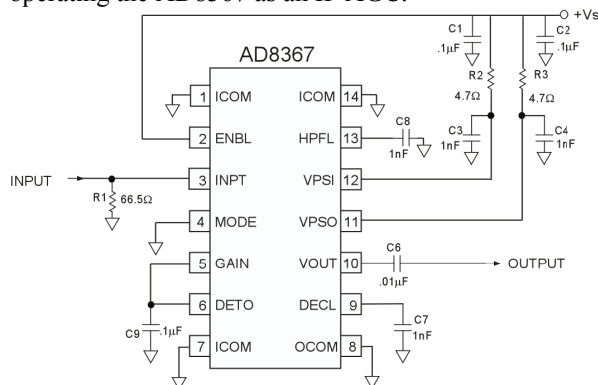 operating the AD8367 as an IF AGC.
+Vs
C1
.1µF
C2
.1µF
AD8367
R2
4.7Ω
R3
4.7Ω
1 ICOM ICOM 14
C8
1nF
C3
1nF
C4
1nF
2 ENBL HPFL 13
INPUT
3 INPT VPSI 12
R1 66.5Ω
4 MODE VPSO 11
C6
.01µF
5 GAIN VOUT 10 OUTPUT
6 DETO DECL 9
C9 .1µF
C7
1nF
7 ICOM OCOM 8